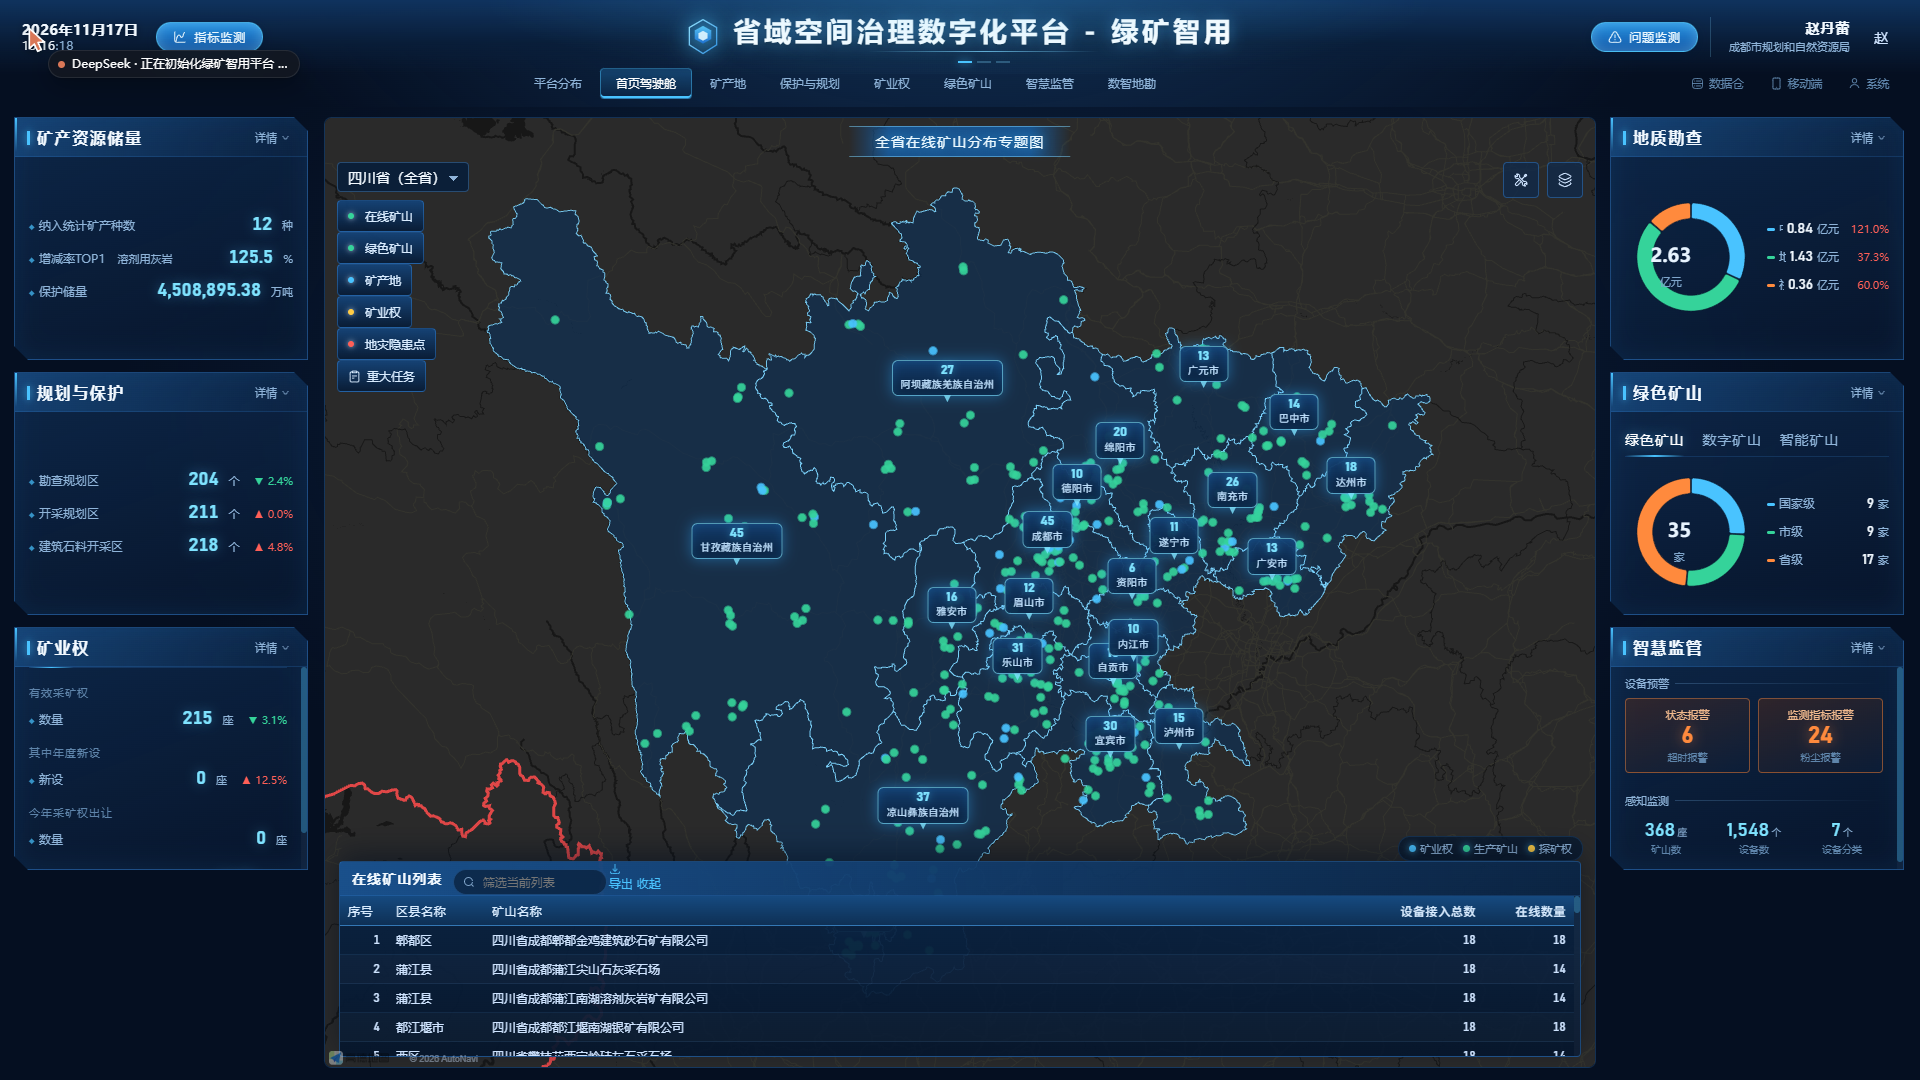 2026年11月17日
指标监测
DeepSeek · 正在初始化绿矿智用平台 ...
省域空间治理数字化平台 - 绿矿智用
问题监测
赵丹蕾
成都市规划和自然资源局
赵
平台分布
首页驾驶舱
矿产地
保护与规划
矿业权
绿色矿山
智慧监管
数智地勘
数据仓
移动端
系统
矿产资源储量
详情
纳入统计矿产种数 12 种
增减率TOP1 溶剂用灰岩 125.5 %
保护储量 4,508,895.38 万吨
规划与保护
详情
勘查规划区 204 个 ▼ 2.4%
开采规划区 211 个 ▲ 0.0%
建筑石料开采区 218 个 ▲ 4.8%
矿业权
详情
有效采矿权
数量 215 座 ▼ 3.1%
其中年度新设
新设 0 座 ▲ 12.5%
今年采矿权出让
数量 0 座
全省在线矿山分布专题图
四川省（全省）
在线矿山
绿色矿山
矿产地
矿业权
地灾隐患点
重大任务
27
阿坝藏族羌族自治州
13
广元市
14
巴中市
20
绵阳市
10
德阳市
18
达州市
26
南充市
45
成都市
11
遂宁市
45
甘孜藏族自治州
13
广安市
6
资阳市
12
眉山市
16
雅安市
10
内江市
31
乐山市
自贡市
15
泸州市
30
宜宾市
37
凉山彝族自治州
矿业权
生产矿山
探矿权
在线矿山列表
筛选当前列表
导出 收起
序号 区县名称 矿山名称 设备接入总数 在线数量
1 郫都区 四川省成都郫都金鸡建筑砂石矿有限公司 18 18
2 蒲江县 四川省成都蒲江尖山石灰采石场 18 14
3 蒲江县 四川省成都蒲江南湖溶剂灰岩矿有限公司 18 14
4 都江堰市 四川省成都都江堰南湖银矿有限公司 18 18
© 2026 AutoNavi
地质勘查
详情
2.63
亿元
0.84 亿元 121.0%
1.43 亿元 37.3%
0.36 亿元 60.0%
绿色矿山
详情
绿色矿山 数字矿山 智能矿山
35
家
国家级 9 家
市级 9 家
省级 17 家
智慧监管
详情
设备预警
状态报警
6
超时报警
监测指标报警
24
粉尘报警
感知监测
368 座
矿山数
1,548 个
设备数
7 个
设备分类